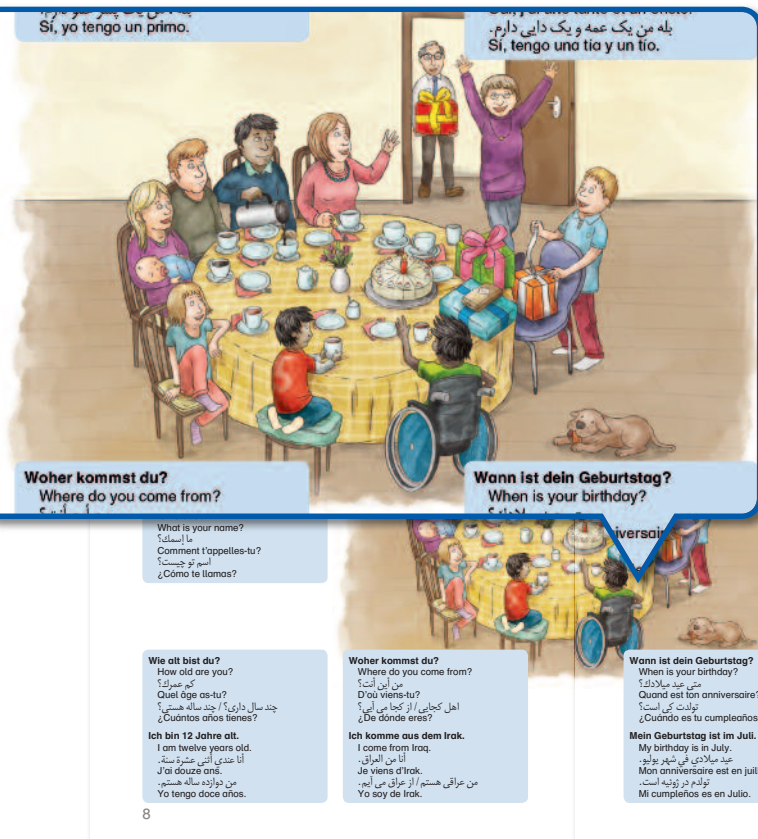 Sí, yo tengo un primo.
بله من یک عمه و یک دایی دارم.
Sí, tengo una tía y un tío.
Woher kommst du?
Where do you come from?
Wann ist dein Geburtstag?
When is your birthday?
What is your name?
ما إسمك؟
Comment t'appelles-tu?
اسم تو چیست؟
¿Cómo te llamas?
Wie alt bist du?
How old are you?
كم عمرك؟
Quel âge as-tu?
چند سال داری؟ / چند ساله هستی؟
¿Cuántos años tienes?
Ich bin 12 Jahre alt.
I am twelve years old.
أنا عندي أثنى عشرة سنة.
J'ai douze ans.
من دوازده ساله هستم.
Yo tengo doce años.
Woher kommst du?
Where do you come from?
من أين أنت؟
D'où viens-tu?
اهل کجایی / از کجا می آیی؟
¿De dónde eres?
Ich komme aus dem Irak.
I come from Iraq.
أنا من العراق.
Je viens d'Irak.
من عراقی هستم / از عراق می آیم.
Yo soy de Irak.
Wann ist dein Geburtstag?
When is your birthday?
متى عيد ميلادك؟
Quand est ton anniversaire?
تولدت کی است؟
¿Cuándo es tu cumpleaños
Mein Geburtstag ist im Juli.
My birthday is in July.
عيد ميلادي في شهر يوليو.
Mon anniversaire est en juil
تولدم در ژوئیه است.
Mi cumpleños es en Julio.
8